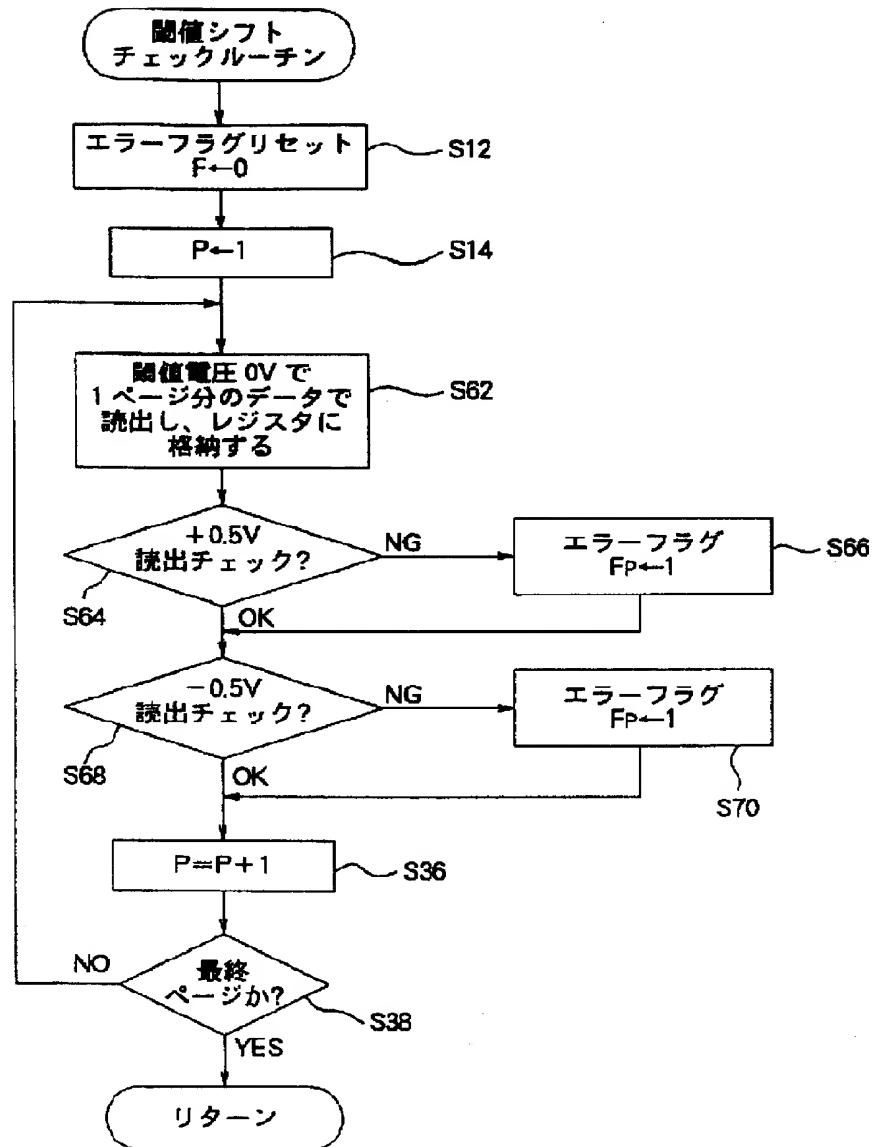 閾値シフト
チェックルーチン
エラーフラグリセット
F←0
S12
P←1
S14
閾値電圧 0V で
1 ページ分のデータで
読出し、レジスタに
格納する
S62
+0.5V
読出チェック?
NG
S64
OK
エラーフラグ
FP←1
S66
−0.5V
読出チェック?
NG
S68
OK
エラーフラグ
FP←1
S70
P=P+1
S36
最終
ページか?
NO
S38
YES
リターン